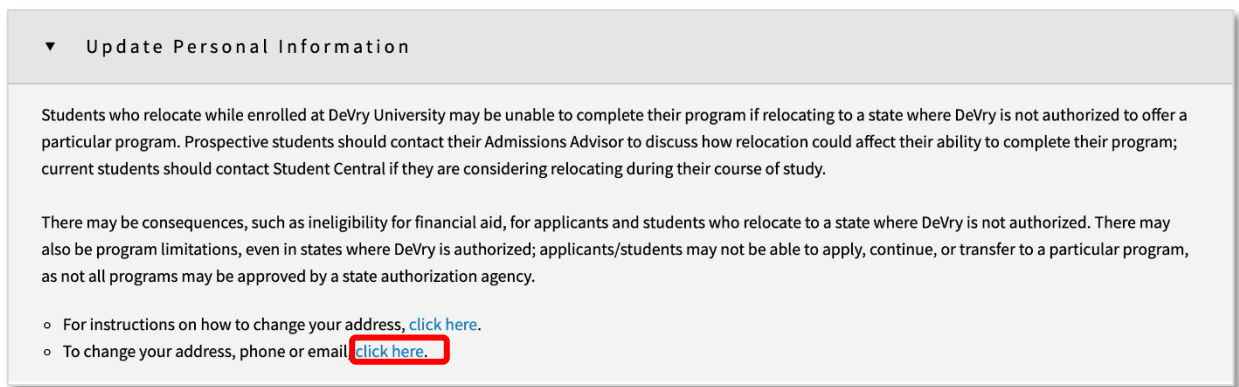 ▼ Update Personal Information
Students who relocate while enrolled at DeVry University may be unable to complete their program if relocating to a state where DeVry is not authorized to offer a
particular program. Prospective students should contact their Admissions Advisor to discuss how relocation could affect their ability to complete their program;
current students should contact Student Central if they are considering relocating during their course of study.
There may be consequences, such as ineligibility for financial aid, for applicants and students who relocate to a state where DeVry is not authorized. There may
also be program limitations, even in states where DeVry is authorized; applicants/students may not be able to apply, continue, or transfer to a particular program,
as not all programs may be approved by a state authorization agency.
◦ For instructions on how to change your address, click here.
◦ To change your address, phone or email, click here.